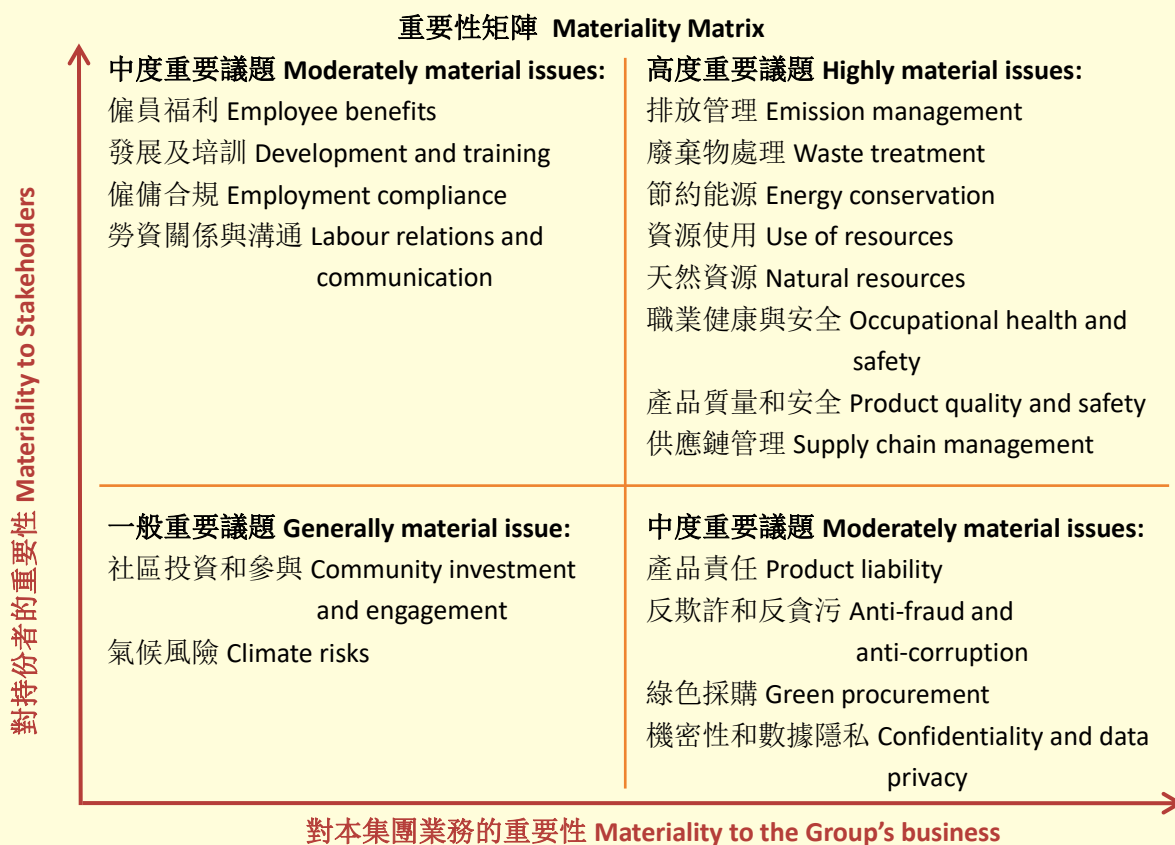 重要性矩陣 Materiality Matrix
對持份者的重要性 Materiality to Stakeholders
中度重要議題 Moderately material issues:
僱員福利 Employee benefits
發展及培訓 Development and training
僱傭合規 Employment compliance
勞資關係與溝通 Labour relations and
communication
高度重要議題 Highly material issues:
排放管理 Emission management
廢棄物處理 Waste treatment
節約能源 Energy conservation
資源使用 Use of resources
天然資源 Natural resources
職業健康與安全 Occupational health and
safety
產品質量和安全 Product quality and safety
供應鏈管理 Supply chain management
一般重要議題 Generally material issue:
社區投資和參與 Community investment
and engagement
氣候風險 Climate risks
中度重要議題 Moderately material issues:
產品責任 Product liability
反欺詐和反貪污 Anti-fraud and
anti-corruption
綠色採購 Green procurement
機密性和數據隱私 Confidentiality and data
privacy
對本集團業務的重要性 Materiality to the Group's business